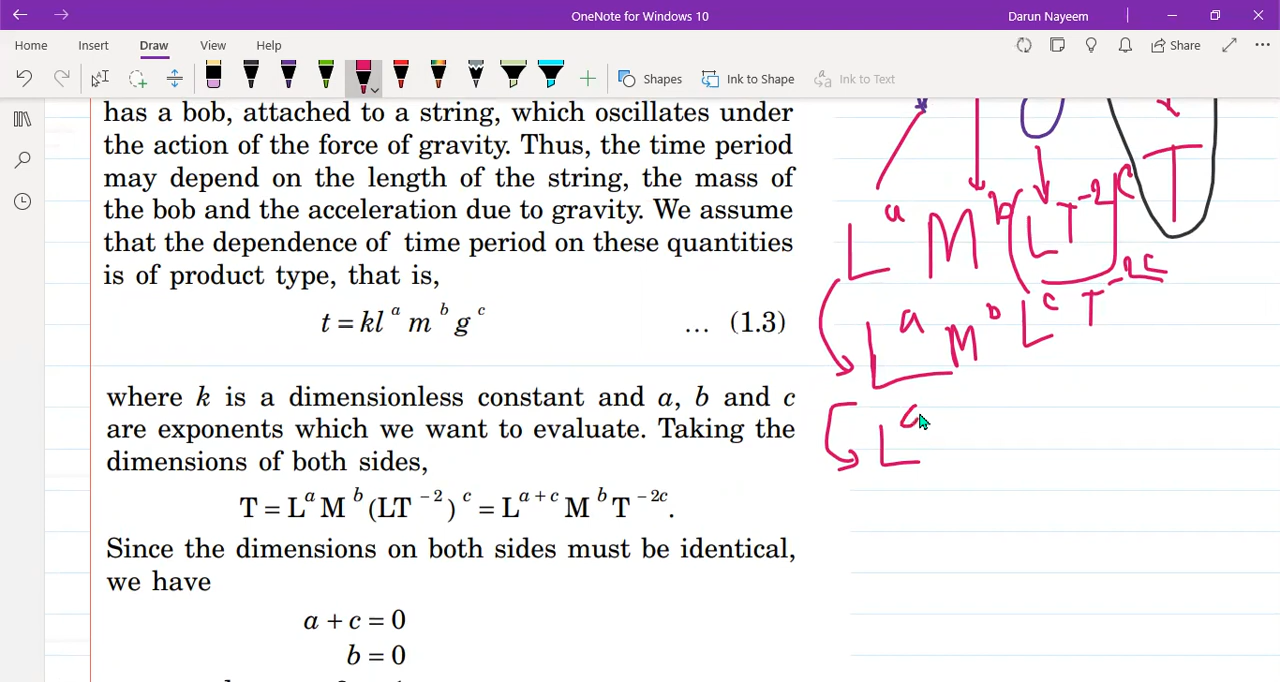 OneNote for Windows 10
Darun Nayeem
Home Insert Draw View Help
Share
Shapes
Ink to Shape
Ink to Text
has a bob, attached to a string, which oscillates under
the action of the force of gravity. Thus, the time period
may depend on the length of the string, the mass of
the bob and the acceleration due to gravity. We assume
that the dependence of time period on these quantities
is of product type, that is,
t = kl^a m^b g^c … (1.3)
where k is a dimensionless constant and a, b and c
are exponents which we want to evaluate. Taking the
dimensions of both sides,
T = L^a M^b (LT^−2)^c = L^(a+c) M^b T^−2c.
Since the dimensions on both sides must be identical,
we have
a + c = 0
b = 0
L^a M^b (LT^-2)^c T
L^a M^b L^c T^-2c
L^a